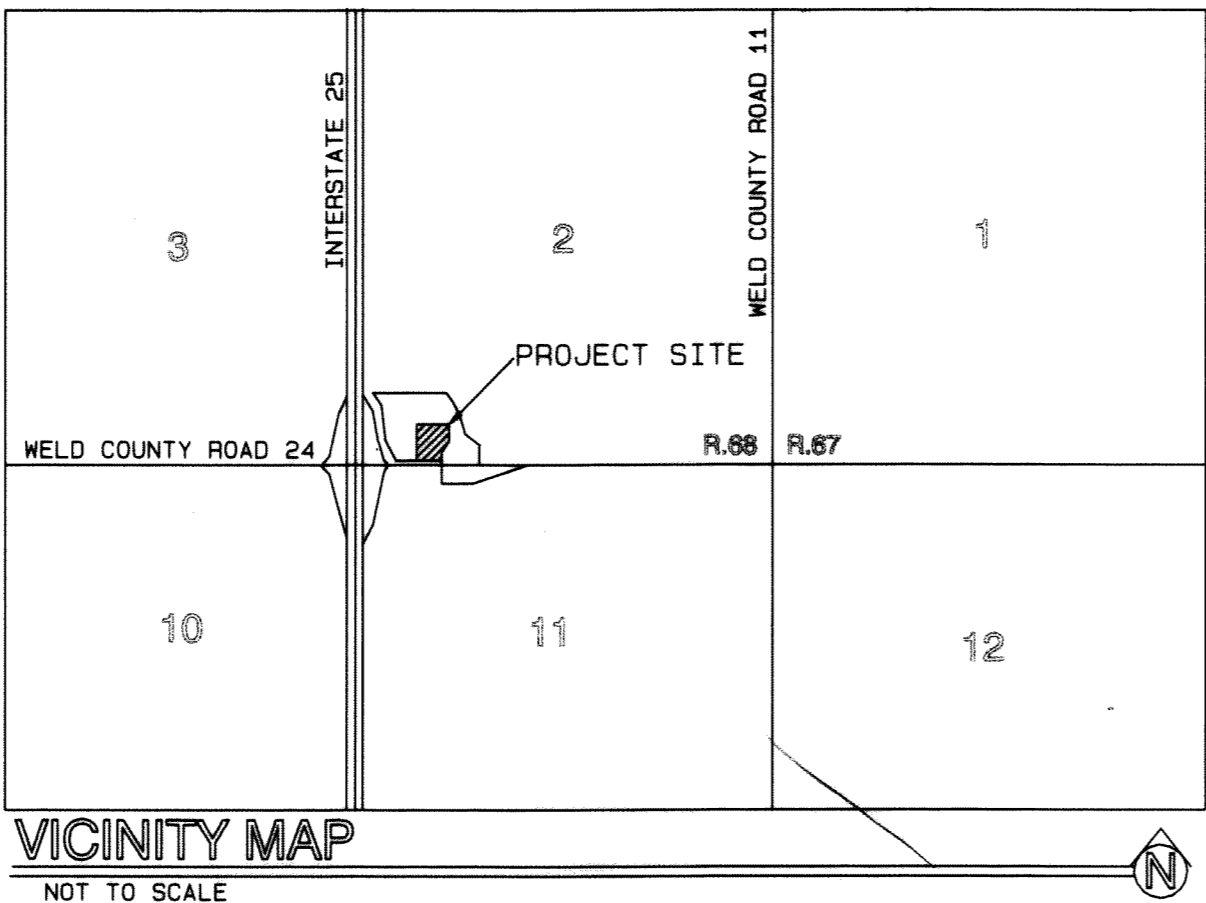 INTERSTATE 25
WELD COUNTY ROAD 11
3
2
1
PROJECT SITE
WELD COUNTY ROAD 24
R.68
R.67
10
11
12
VICINITY MAP
NOT TO SCALE
N